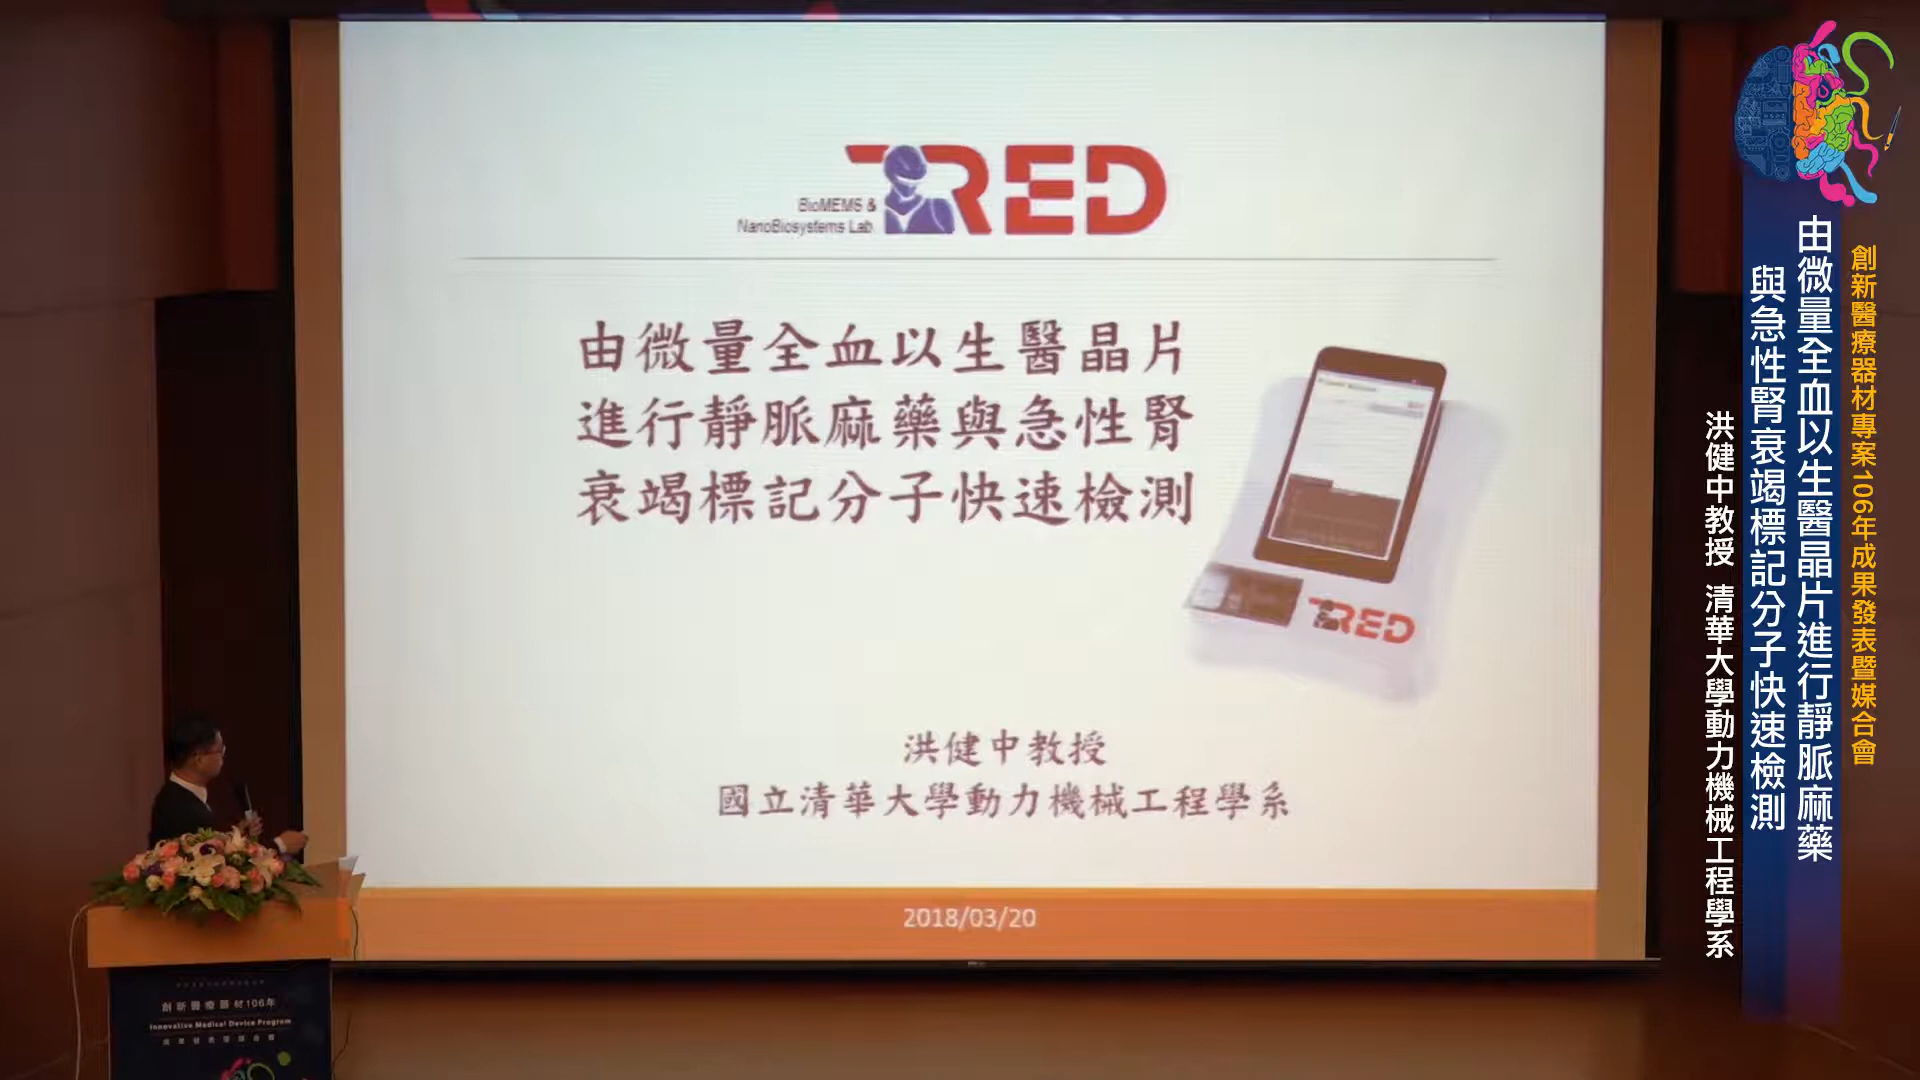 RED
BioMEMS &
NanoBiosystems Lab
由微量全血以生醫晶片
進行靜脈麻藥與急性腎
衰竭標記分子快速檢測
RED
洪健中教授
國立清華大學動力機械工程學系
2018/03/20
創新醫療器材106年
Innovative Medical Device Program
創新醫療器材專案106年成果發表暨媒合會
由微量全血以生醫晶片進行靜脈麻藥
與急性腎衰竭標記分子快速檢測
洪健中教授 清華大學動力機械工程學系